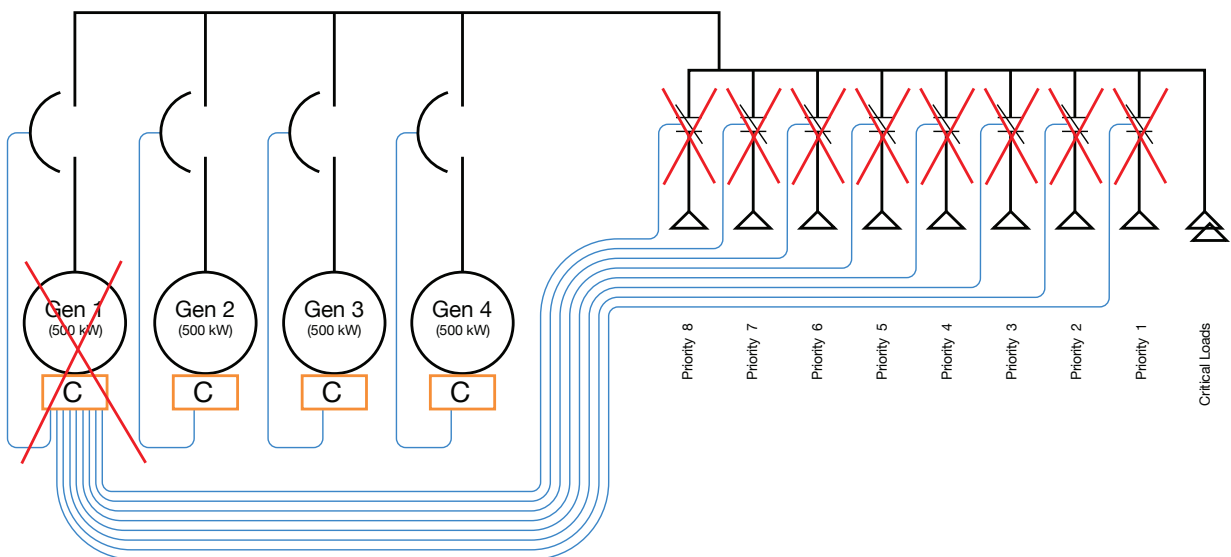 Gen 1
(500 kW)
Gen 2
(500 kW)
Gen 3
(500 kW)
Gen 4
(500 kW)
C
C
C
C
Priority 8
Priority 7
Priority 6
Priority 5
Priority 4
Priority 3
Priority 2
Priority 1
Critical Loads